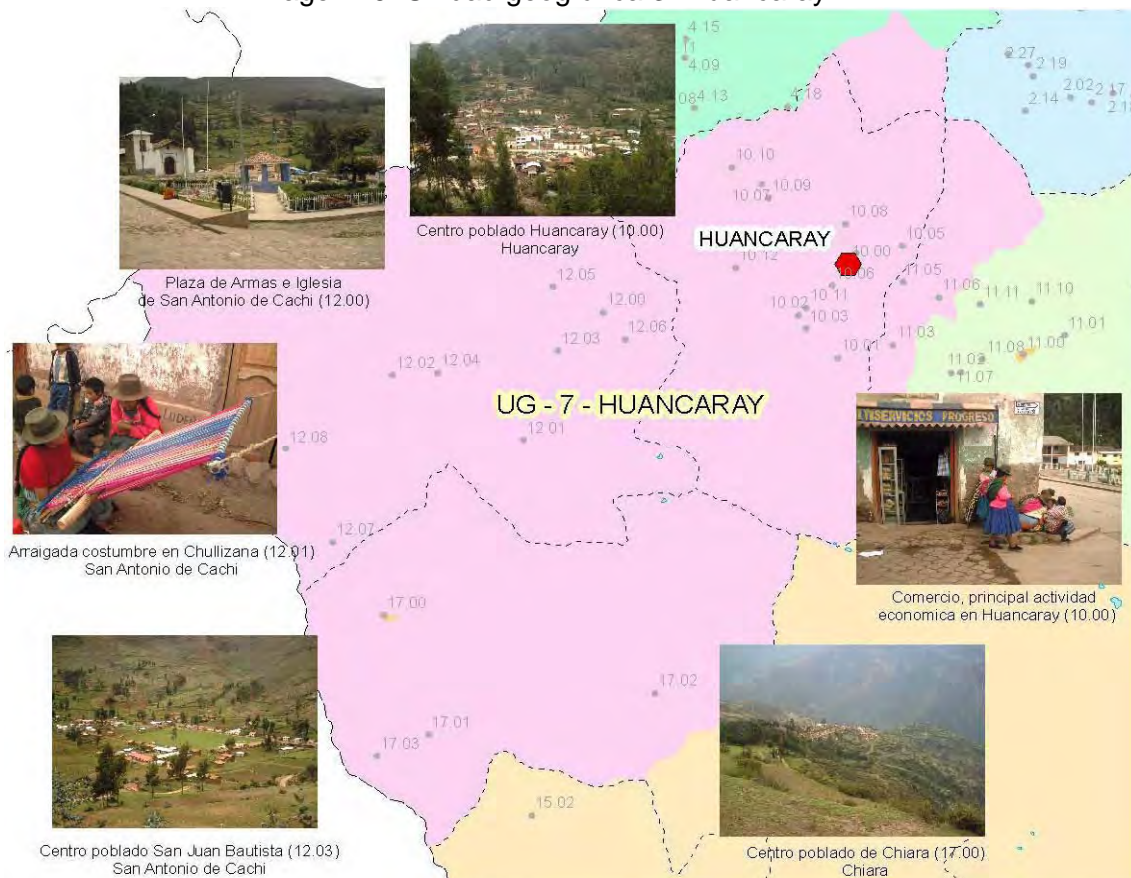 4.15
4.09
4.13
4.18
2.27
2.19
2.02
2.17
2.14
10.10
10.09
10.07
10.08
Centro poblado Huancaray (10.00)
Huancaray
HUANCARAY
10.00
10.05
10.12
10.06
11.05
Plaza de Armas e Iglesia
de San Antonio de Cachi (12.00)
12.05
12.00
12.06
12.03
10.11
10.02
10.03
10.01
11.06
11.11
11.10
11.03
11.01
11.08
11.00
11.07
12.02
12.04
UG - 7 - HUANCARAY
12.01
12.08
SERVICIOS PROGRESO
Arraigada costumbre en Chullizana (12.01)
San Antonio de Cachi
12.07
Comercio, principal actividad
economica en Huancaray (10.00)
17.00
17.02
17.01
17.03
15.02
Centro poblado San Juan Bautista (12.03)
San Antonio de Cachi
Centro poblado de Chiara (17.00)
Chiara